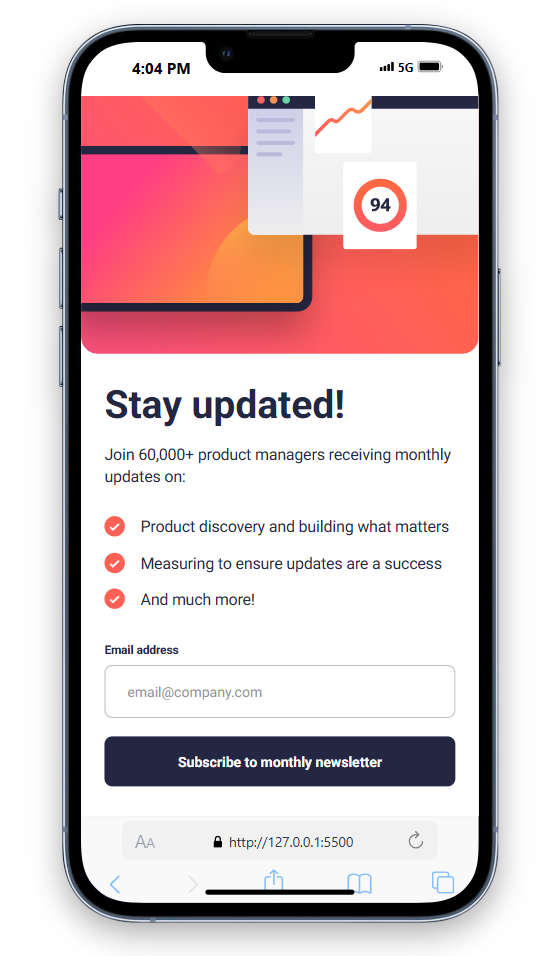 4:04 PM
5G
94
Stay updated!
Join 60,000+ product managers receiving monthly
updates on:
Product discovery and building what matters
Measuring to ensure updates are a success
And much more!
Email address
email@company.com
Subscribe to monthly newsletter
AA
http://127.0.0.1:5500